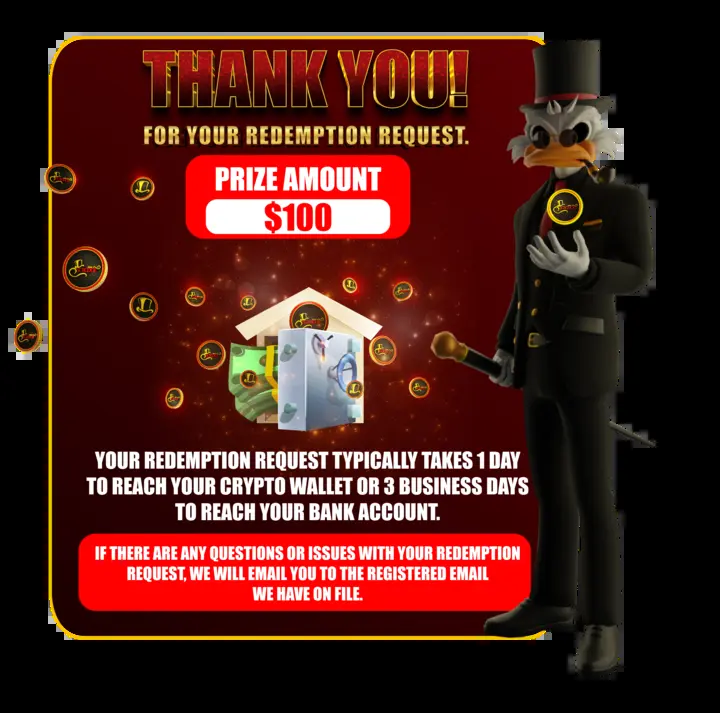 THANK YOU!
FOR YOUR REDEMPTION REQUEST.
PRIZE AMOUNT
$100
YOUR REDEMPTION REQUEST TYPICALLY TAKES 1 DAY
TO REACH YOUR CRYPTO WALLET OR 3 BUSINESS DAYS
TO REACH YOUR BANK ACCOUNT.
IF THERE ARE ANY QUESTIONS OR ISSUES WITH YOUR REDEMPTION
REQUEST, WE WILL EMAIL YOU TO THE REGISTERED EMAIL
WE HAVE ON FILE.